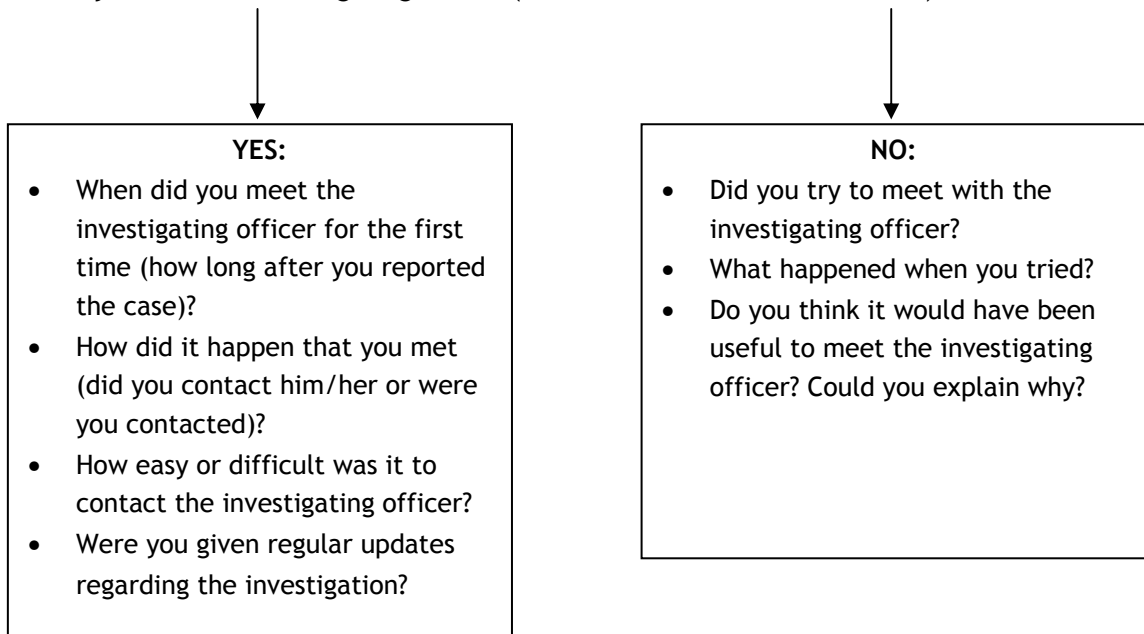 YES:
• When did you meet the
investigating officer for the first
time (how long after you reported
the case)?
• How did it happen that you met
(did you contact him/her or were
you contacted)?
• How easy or difficult was it to
contact the investigating officer?
• Were you given regular updates
regarding the investigation?
NO:
• Did you try to meet with the
investigating officer?
• What happened when you tried?
• Do you think it would have been
useful to meet the investigating
officer? Could you explain why?